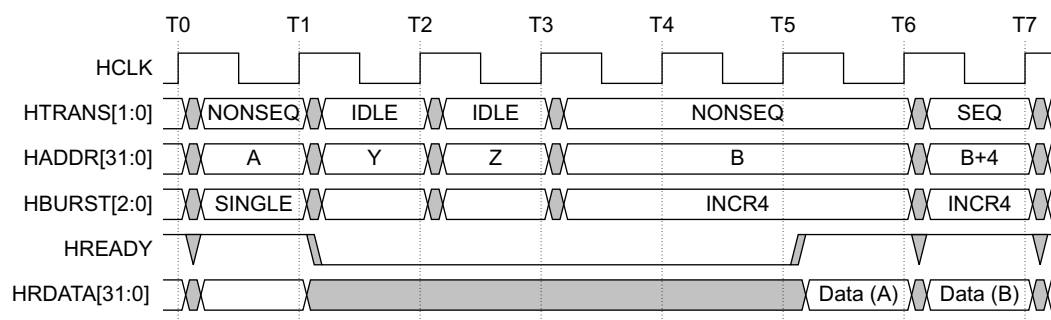 T0 T1 T2 T3 T4 T5 T6 T7
HCLK
HTRANS[1:0] NONSEQ IDLE IDLE NONSEQ SEQ
HADDR[31:0] A Y Z B B+4
HBURST[2:0] SINGLE INCR4 INCR4
HREADY
HRDATA[31:0] Data (A) Data (B)